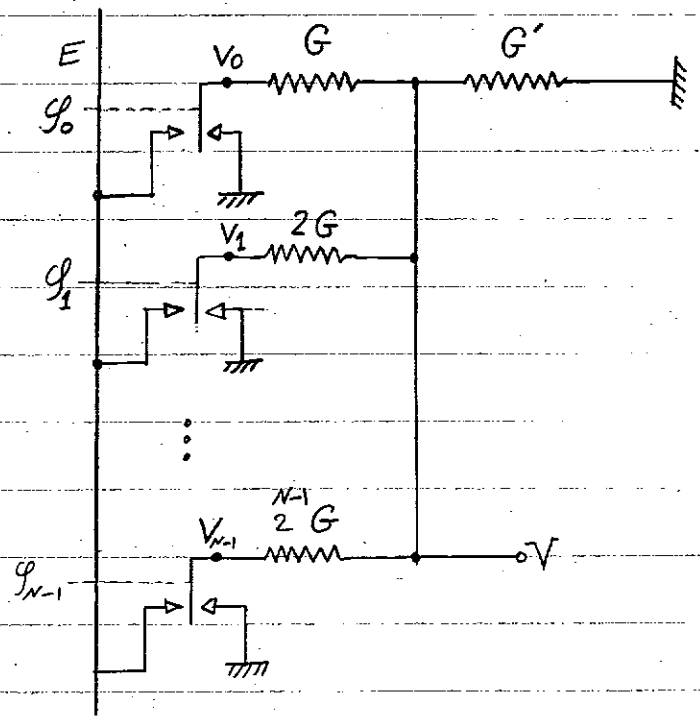 E V₀ G G′
φ₀
V₁ 2G
φ₁
V_{N-1} 2^{N-1} G
φ_{N-1} V